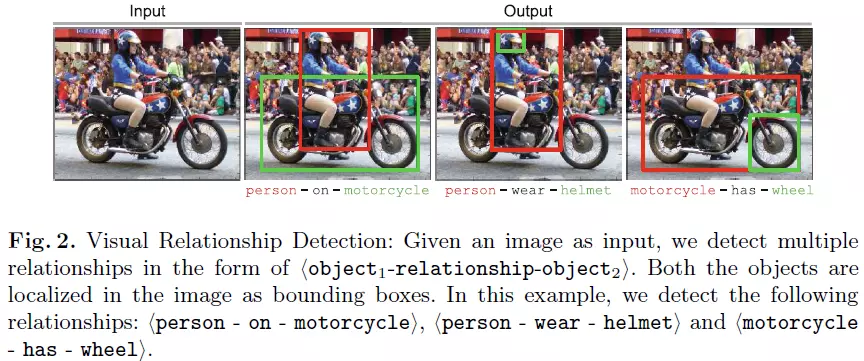 Input
Output
person - on - motorcycle
person - wear - helmet
motorcycle - has - wheel
Fig. 2. Visual Relationship Detection: Given an image as input, we detect multiple
relationships in the form of ⟨object₁-relationship-object₂⟩. Both the objects are
localized in the image as bounding boxes. In this example, we detect the following
relationships: ⟨person - on - motorcycle⟩, ⟨person - wear - helmet⟩ and ⟨motorcycle
- has - wheel⟩.